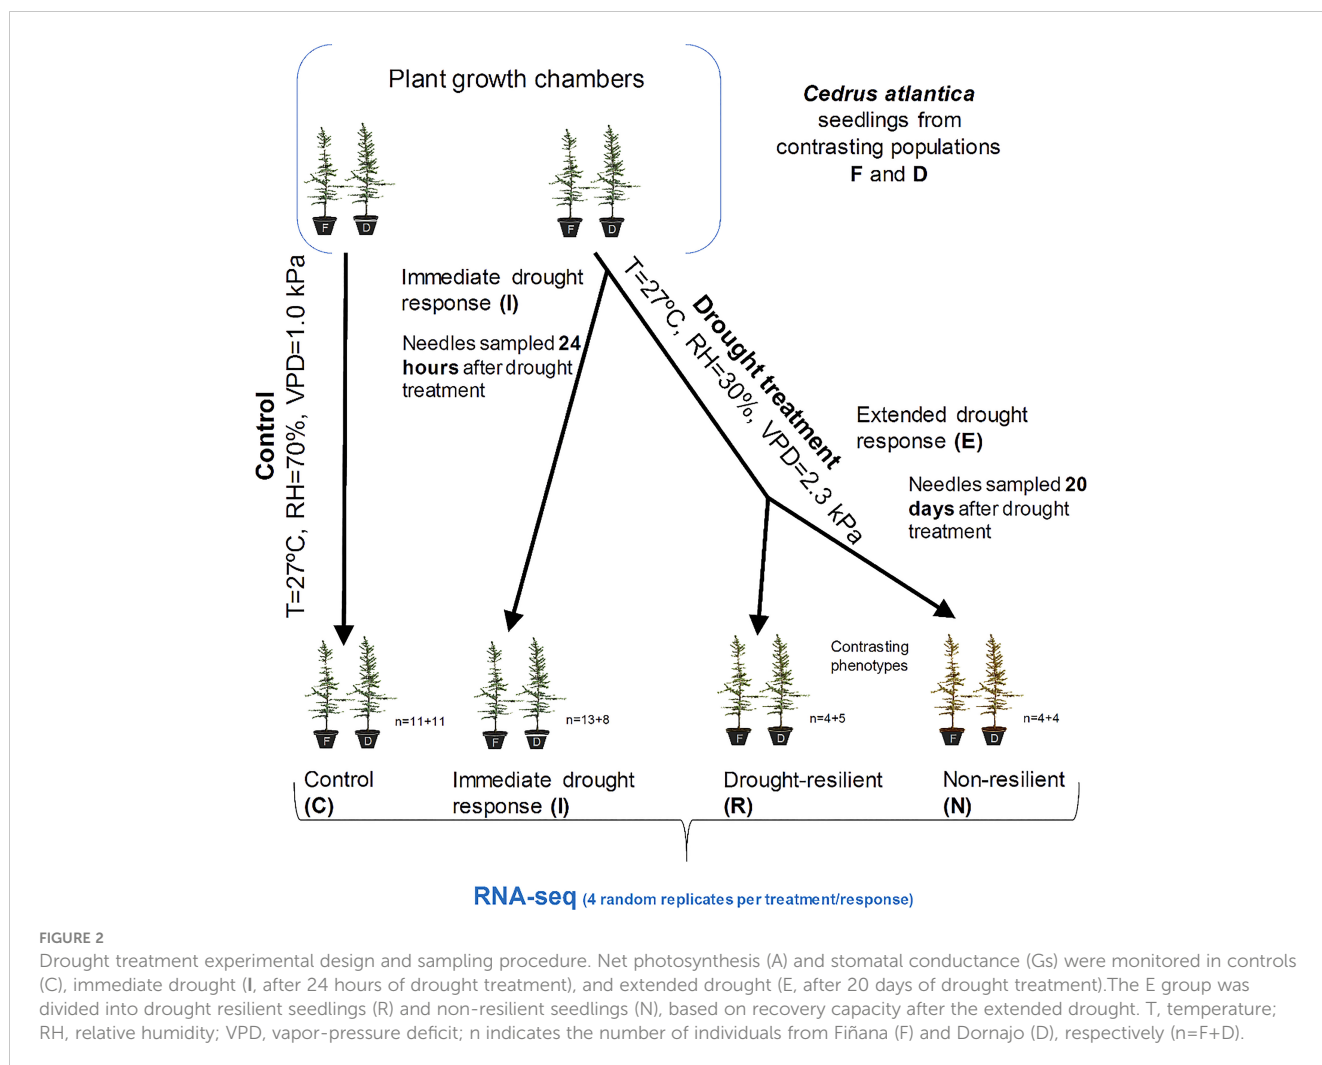 Plant growth chambers
Cedrus atlantica
seedlings from
contrasting populations
F and D
F
D
F
D
Control
T=27ºC, RH=70%, VPD=1.0 kPa
Immediate drought
response (I)
Needles sampled 24
hours after drought
treatment
Drought treatment
T=27ºC, RH=30%, VPD=2.3 kPa
Extended drought
response (E)
Needles sampled 20
days after drought
treatment
Contrasting
phenotypes
F
D
n=11+11
F
D
n=13+8
F
D
n=4+5
F
D
n=4+4
Control
(C)
Immediate drought
response (I)
Drought-resilient
(R)
Non-resilient
(N)
RNA-seq (4 random replicates per treatment/response)
FIGURE 2
Drought treatment experimental design and sampling procedure. Net photosynthesis (A) and stomatal conductance (Gs) were monitored in controls
(C), immediate drought (I, after 24 hours of drought treatment), and extended drought (E, after 20 days of drought treatment).The E group was
divided into drought resilient seedlings (R) and non-resilient seedlings (N), based on recovery capacity after the extended drought. T, temperature;
RH, relative humidity; VPD, vapor-pressure deficit; n indicates the number of individuals from Fiñana (F) and Dornajo (D), respectively (n=F+D).